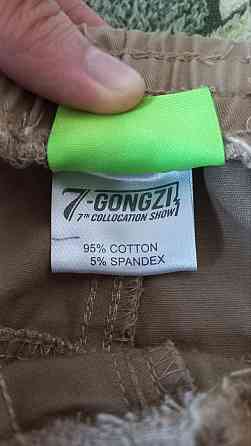 7-GONGZI
7TH COLLOCATION SHOW
95% COTTON
5% SPANDEX